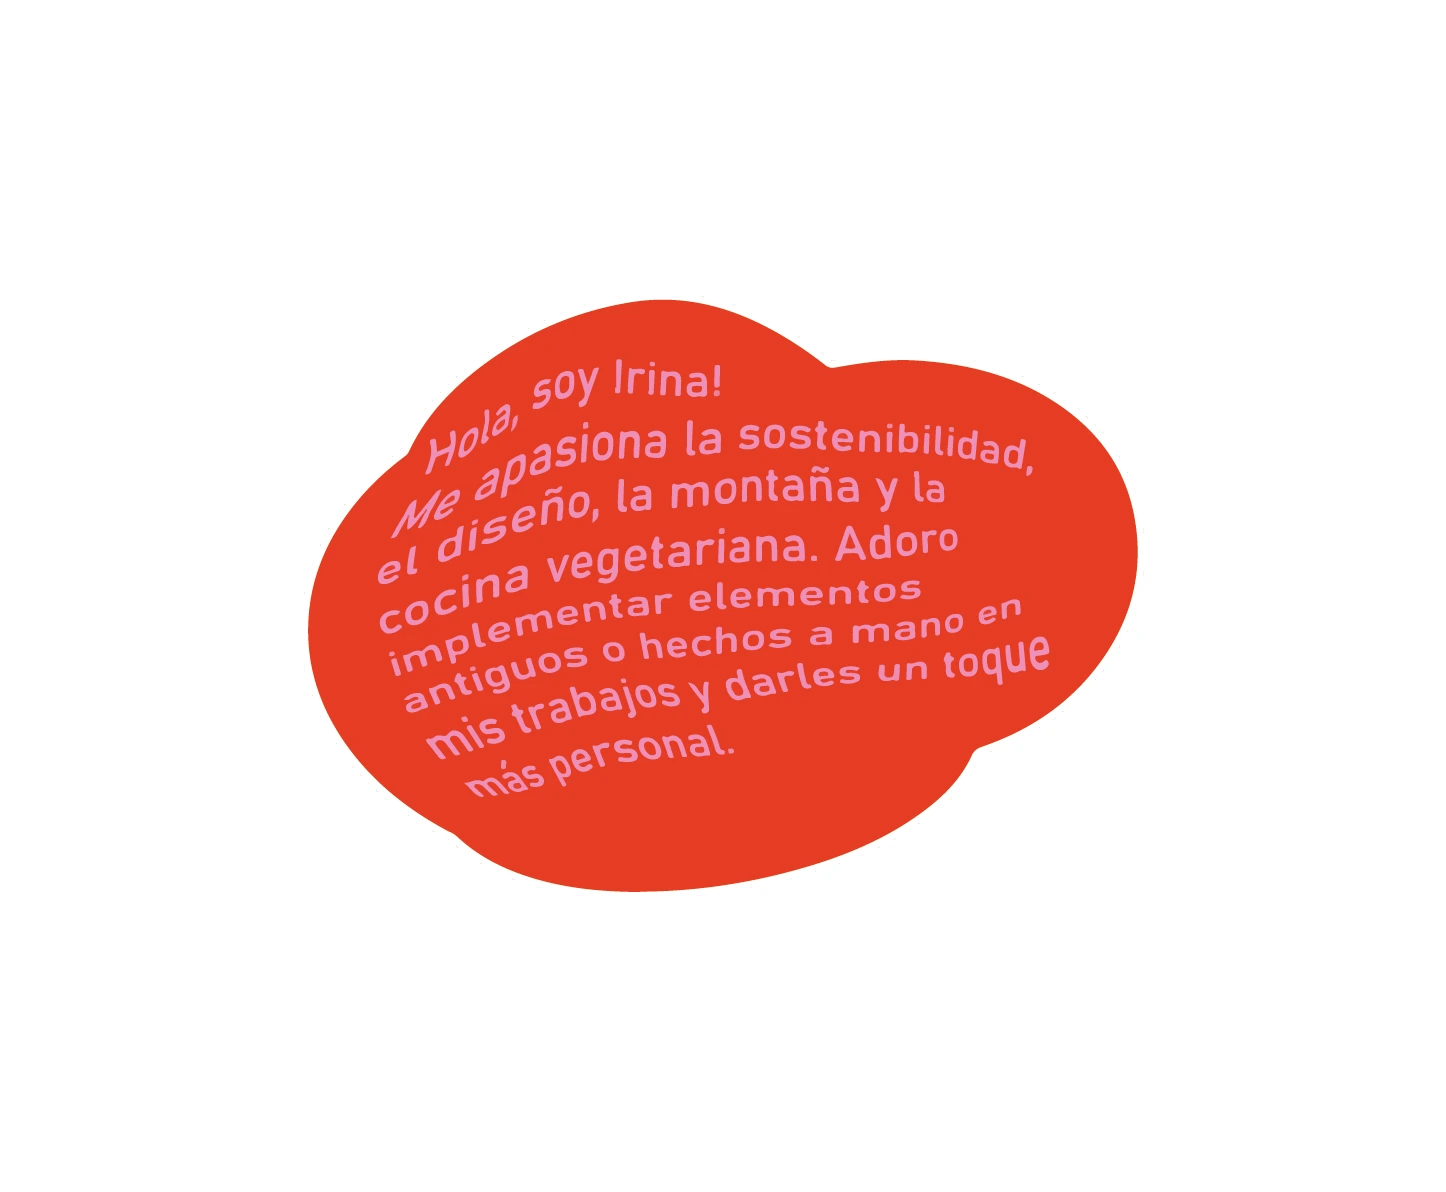 Hola, soy Irina!
Me apasiona la sostenibilidad,
el diseño, la montaña y la
cocina vegetariana. Adoro
implementar elementos
antiguos o hechos a mano en
mis trabajos y darles un toque
más personal.